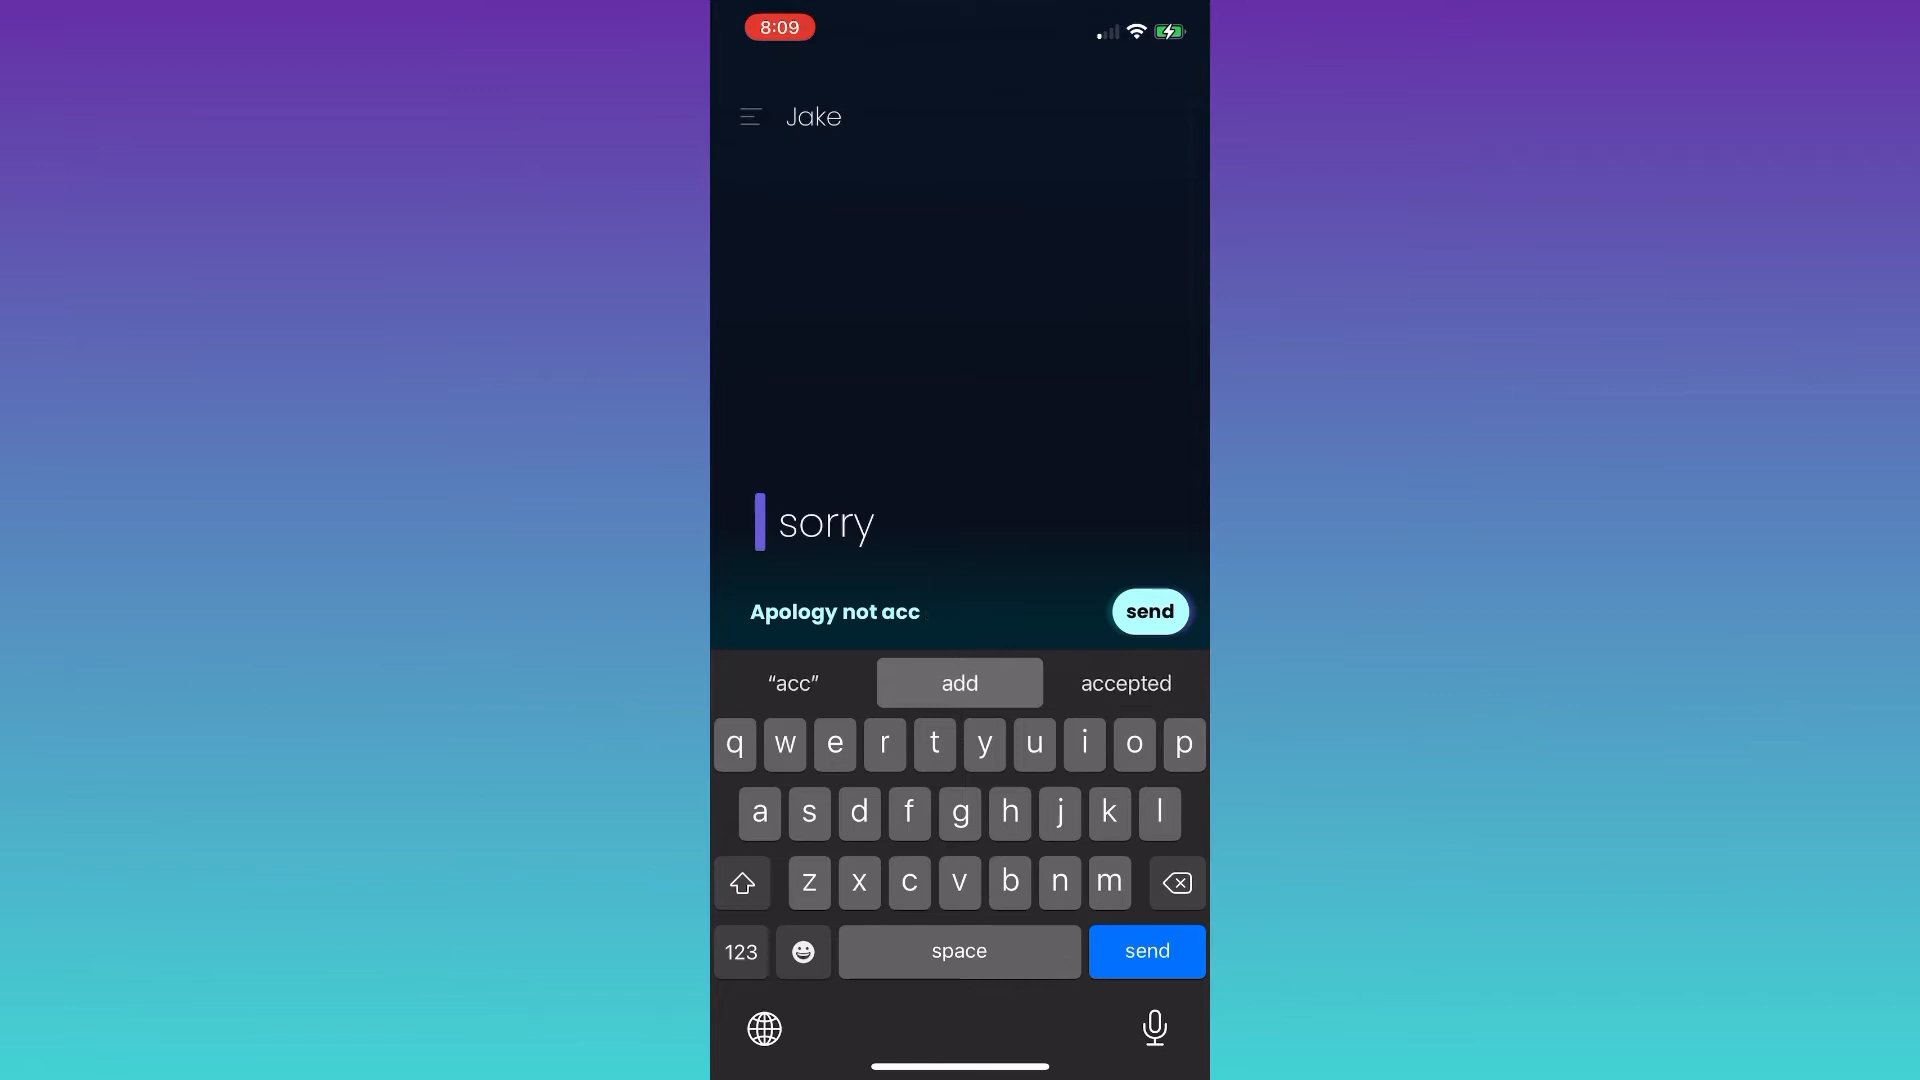 8:09
Jake
sorry
Apology not acc
send
“acc” add accepted
q w e r t y u i o p
a s d f g h j k l
z x c v b n m
123 space send